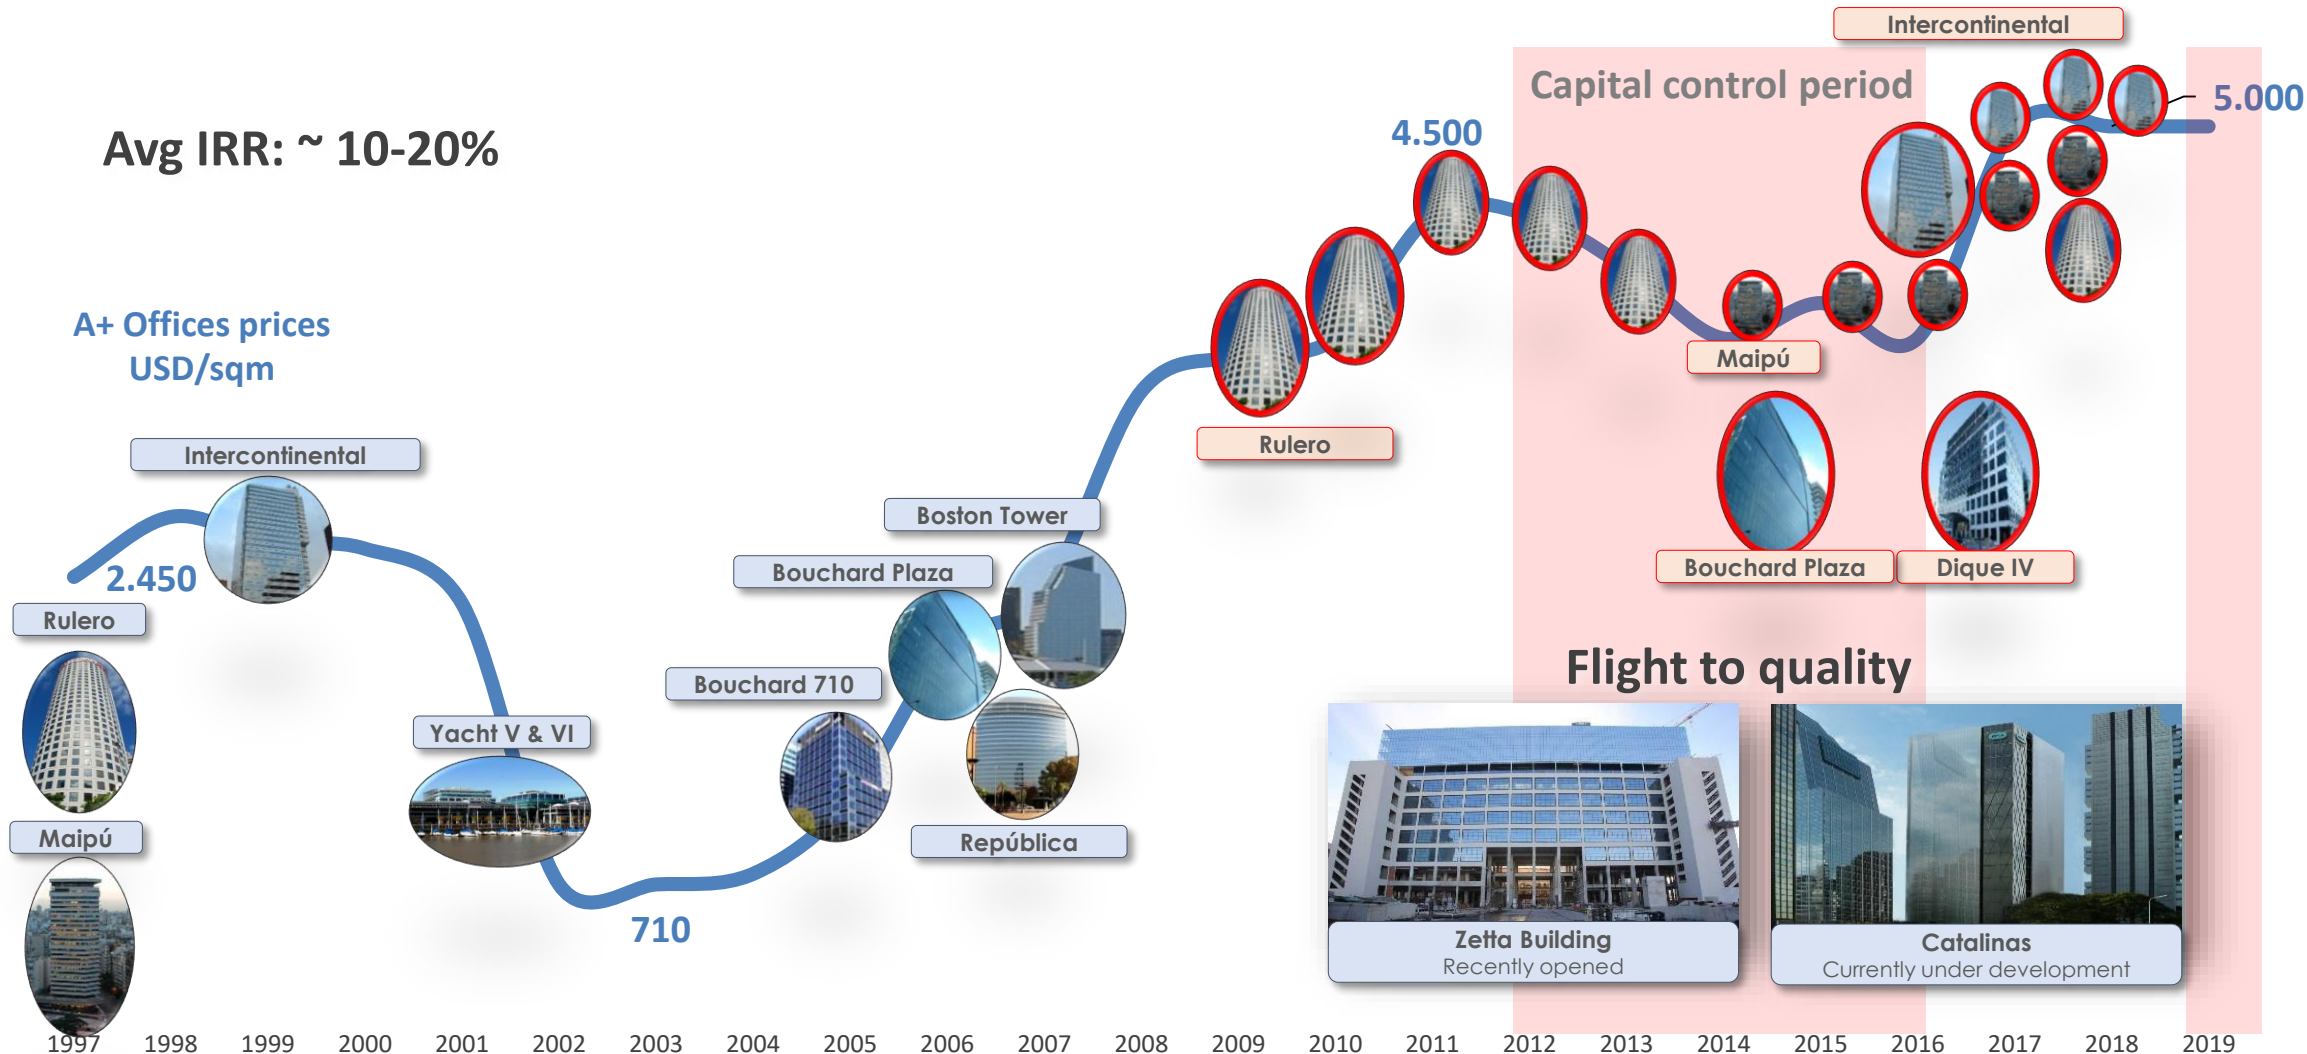 Intercontinental
Capital control period
5.000
4.500
Avg IRR: ~ 10-20%
A+ Offices prices
USD/sqm
Maipú
Rulero
Intercontinental
Boston Tower
Bouchard Plaza
Bouchard Plaza
Dique IV
2.450
Rulero
Bouchard 710
Flight to quality
Yacht V & VI
Maipú
República
710
Zetta Building
Recently opened
Catalinas
Currently under development
1997 1998 1999 2000 2001 2002 2003 2004 2005 2006 2007 2008 2009 2010 2011 2012 2013 2014 2015 2016 2017 2018 2019